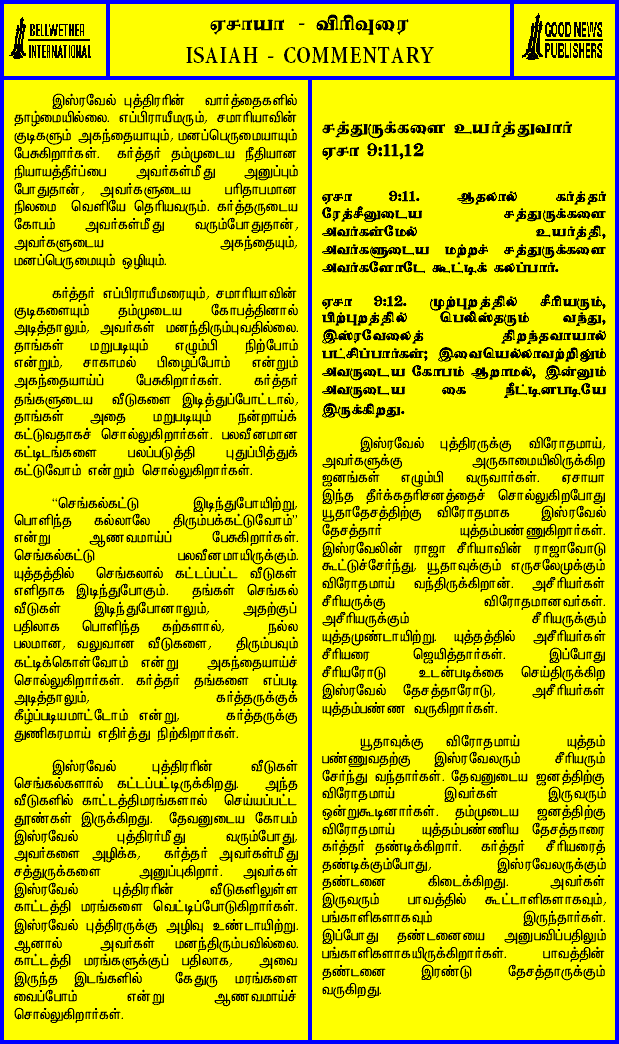 BELLWETHER
INTERNATIONAL
ஏசாயா - விரிவுரை
ISAIAH - COMMENTARY
GOOD NEWS
PUBLISHERS
இஸ்ரவேல் புத்திரரின் வார்த்தைகளில்
தாழ்மையில்லை. எப்பிராயீமரும், சமாரியாவின்
குடிகளும் அகந்தையாயும், மனப்பெருமையாயும்
பேசுகிறார்கள். கர்த்தர் தம்முடைய நீதியான
நியாயத்தீர்ப்பை அவர்கள்மீது அனுப்பும்
போதுதான், அவர்களுடைய பரிதாபமான
நிலமை வெளியே தெரியவரும். கர்த்தருடைய
கோபம் அவர்கள்மீது வரும்போதுதான்,
அவர்களுடைய அகந்தையும்,
மனப்பெருமையும் ஒழியும்.
கர்த்தர் எப்பிராயீமரையும், சமாரியாவின்
குடிகளையும் தம்முடைய கோபத்தினால்
அடித்தாலும், அவர்கள் மனந்திரும்புவதில்லை.
தாங்கள் மறுபடியும் எழும்பி நிற்போம்
என்றும், சாகாமல் பிழைப்போம் என்றும்
அகந்தையாய்ப் பேசுகிறார்கள். கர்த்தர்
தங்களுடைய வீடுகளை இடித்துப்போட்டால்,
தாங்கள் அதை மறுபடியும் நன்றாய்க்
கட்டுவதாகச் சொல்லுகிறார்கள். பலவீனமான
கட்டிடங்களை பலப்படுத்தி புதுப்பித்துக்
கட்டுவோம் என்றும் சொல்லுகிறார்கள்.
“செங்கல்கட்டு இடிந்துபோயிற்று,
பொளிந்த கல்லாலே திரும்பக்கட்டுவோம்”
என்று ஆணவமாய்ப் பேசுகிறார்கள்.
செங்கல்கட்டு பலவீனமாயிருக்கும்.
யுத்தத்தில் செங்கலால் கட்டப்பட்ட வீடுகள்
எளிதாக இடிந்துபோகும். தங்கள் செங்கல்
வீடுகள் இடிந்துபோனாலும், அதற்குப்
பதிலாக பொளிந்த கற்களால், நல்ல
பலமான, வலுவான வீடுகளை, திரும்பவும்
கட்டிக்கொள்வோம் என்று அகந்தையாய்ச்
சொல்லுகிறார்கள். கர்த்தர் தங்களை எப்படி
அடித்தாலும், கர்த்தருக்குக்
கீழ்ப்படியமாட்டோம் என்று, கர்த்தருக்கு
துணிகரமாய் எதிர்த்து நிற்கிறார்கள்.
இஸ்ரவேல் புத்திரரின் வீடுகள்
செங்கல்களால் கட்டப்பட்டிருக்கிறது. அந்த
வீடுகளில் காட்டத்திமரங்களால் செய்யப்பட்ட
தூண்கள் இருக்கிறது. தேவனுடைய கோபம்
இஸ்ரவேல் புத்திரர்மீது வரும்போது,
அவர்களை அழிக்க, கர்த்தர் அவர்கள்மீது
சத்துருக்களை அனுப்புகிறார். அவர்கள்
இஸ்ரவேல் புத்திரரின் வீடுகளிலுள்ள
காட்டத்தி மரங்களை வெட்டிப்போடுகிறார்கள்.
இஸ்ரவேல் புத்திரருக்கு அழிவு உண்டாயிற்று.
ஆனால் அவர்கள் மனந்திரும்பவில்லை.
காட்டத்தி மரங்களுக்குப் பதிலாக, அவை
இருந்த இடங்களில் கேதுரு மரங்களை
வைப்போம் என்று ஆணவமாய்ச்
சொல்லுகிறார்கள்.
சத்துருக்களை உயர்த்துவார்
ஏசா 9:11,12
ஏசா 9:11. ஆதலால் கர்த்தர்
ரேத்சீனுடைய சத்துருக்களை
அவர்கள்மேல் உயர்த்தி,
அவர்களுடைய மற்றச் சத்துருக்களை
அவர்களோடே கூட்டிக் கலப்பார்.
ஏசா 9:12. முற்புறத்தில் சீரியரும்,
பிற்புறத்தில் பெலிஸ்தரும் வந்து,
இஸ்ரவேலைத் திறந்தவாயால்
பட்சிப்பார்கள்; இவையெல்லாவற்றிலும்
அவருடைய கோபம் ஆறாமல், இன்னும்
அவருடைய கை நீட்டினபடியே
இருக்கிறது.
இஸ்ரவேல் புத்திரருக்கு விரோதமாய்,
அவர்களுக்கு அருகாமையிலிருக்கிற
ஜனங்கள் எழும்பி வருவார்கள். ஏசாயா
இந்த தீர்க்கதரிசனத்தைச் சொல்லுகிறபோது
யூதாதேசத்திற்கு விரோதமாக இஸ்ரவேல்
தேசத்தார் யுத்தம்பண்ணுகிறார்கள்.
இஸ்ரவேலின் ராஜா சீரியாவின் ராஜாவோடு
கூட்டுச்சேர்ந்து, யூதாவுக்கும் எருசலேமுக்கும்
விரோதமாய் வந்திருக்கிறான். அசீரியர்கள்
சீரியருக்கு விரோதமானவர்கள்.
அசீரியருக்கும் சீரியருக்கும்
யுத்தமுண்டாயிற்று. யுத்தத்தில் அசீரியர்கள்
சீரியரை ஜெயித்தார்கள். இப்போது
சீரியரோடு உடன்படிக்கை செய்திருக்கிற
இஸ்ரவேல் தேசத்தாரோடு, அசீரியர்கள்
யுத்தம்பண்ண வருகிறார்கள்.
யூதாவுக்கு விரோதமாய் யுத்தம்
பண்ணுவதற்கு இஸ்ரவேலரும் சீரியரும்
சேர்ந்து வந்தார்கள். தேவனுடைய ஜனத்திற்கு
விரோதமாய் இவர்கள் இருவரும்
ஒன்றுகூடினார்கள். தம்முடைய ஜனத்திற்கு
விரோதமாய் யுத்தம்பண்ணிய தேசத்தாரை
கர்த்தர் தண்டிக்கிறார். கர்த்தர் சீரியரைத்
தண்டிக்கும்போது, இஸ்ரவேலருக்கும்
தண்டனை கிடைக்கிறது. அவர்கள்
இருவரும் பாவத்தில் கூட்டாளிகளாகவும்,
பங்காளிகளாகவும் இருந்தார்கள்.
இப்போது தண்டனையை அனுபவிப்பதிலும்
பங்காளிகளாகயிருக்கிறார்கள். பாவத்தின்
தண்டனை இரண்டு தேசத்தாருக்கும்
வருகிறது.